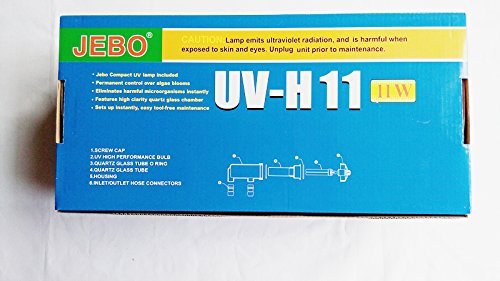 JEBO®
CAUTION: Lamp emits ultraviolet radiation, and is harmful when
exposed to skin and eyes. Unplug unit prior to maintenance.
• Jebo Compact UV lamp included
• Permanent control over algae blooms
• Eliminates harmful microorganisms instantly
• Features high clarity quartz glass chamber
• Sets up instantly, easy tool-free maintenance
UV-H 11
11W
1.SCREW CAP
2.UV HIGH PERFORMANCE BULB
3.QUARTZ GLASS TUBE O RING
4.QUARTZ GLASS TUBE
5.HOUSING
6.INLET/OUTLET HOSE CONNECTORS